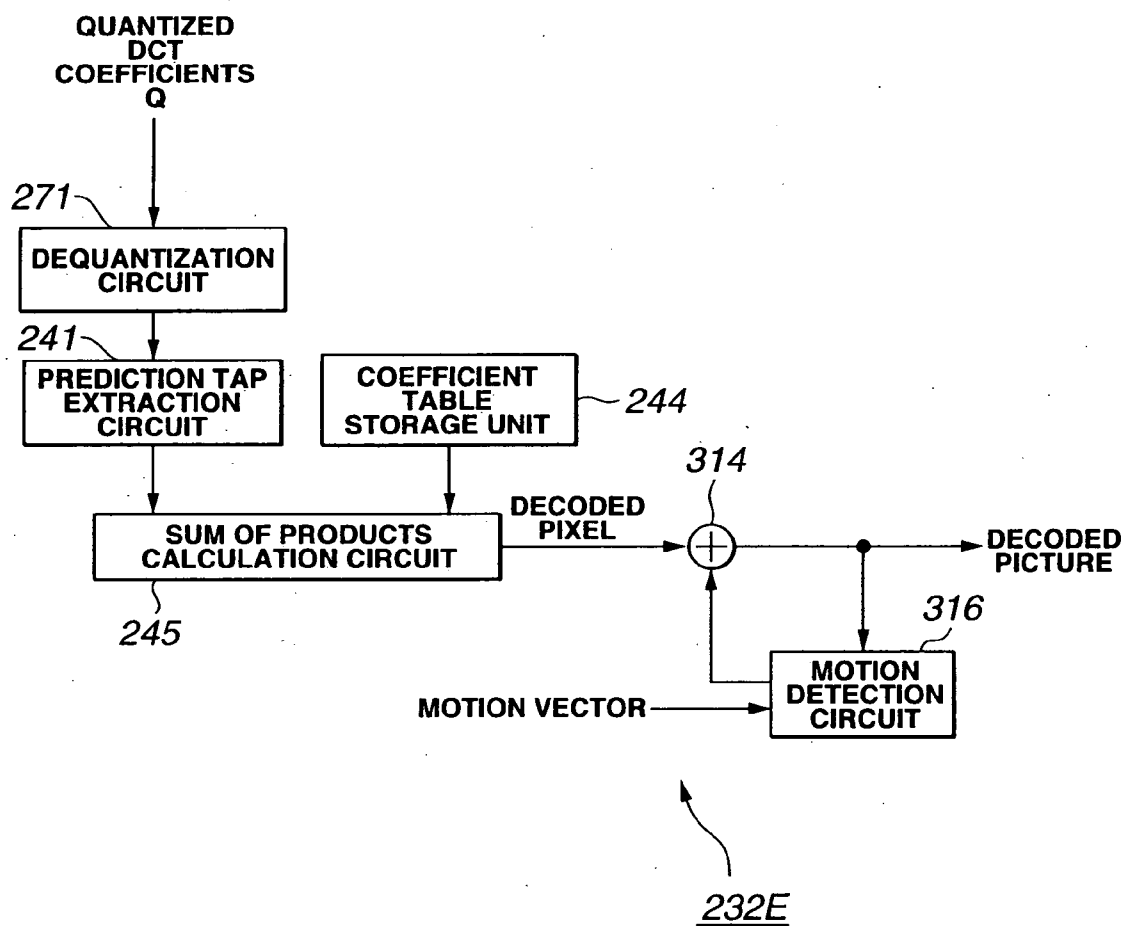 QUANTIZED
DCT
COEFFICIENTS
Q
271
DEQUANTIZATION
CIRCUIT
241
PREDICTION TAP
EXTRACTION
CIRCUIT
COEFFICIENT
TABLE
STORAGE UNIT
244
314
SUM OF PRODUCTS
CALCULATION CIRCUIT
245
DECODED
PIXEL
DECODED
PICTURE
316
MOTION
DETECTION
CIRCUIT
MOTION VECTOR
232E